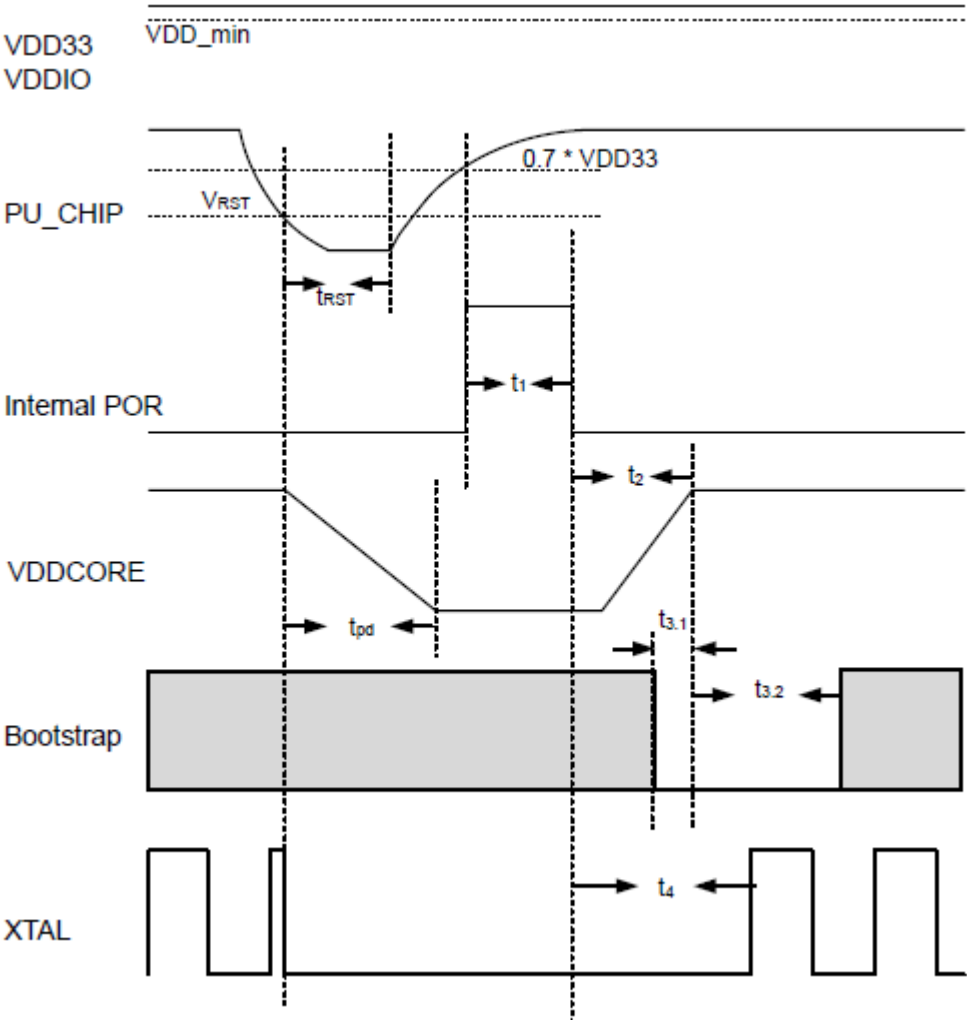 VDD_min
VDD33
VDDIO
0.7 * VDD33
VRST
PU_CHIP
tRST
t1
Internal POR
t2
VDDCORE
t3.1
tpd
t3.2
Bootstrap
t4
XTAL